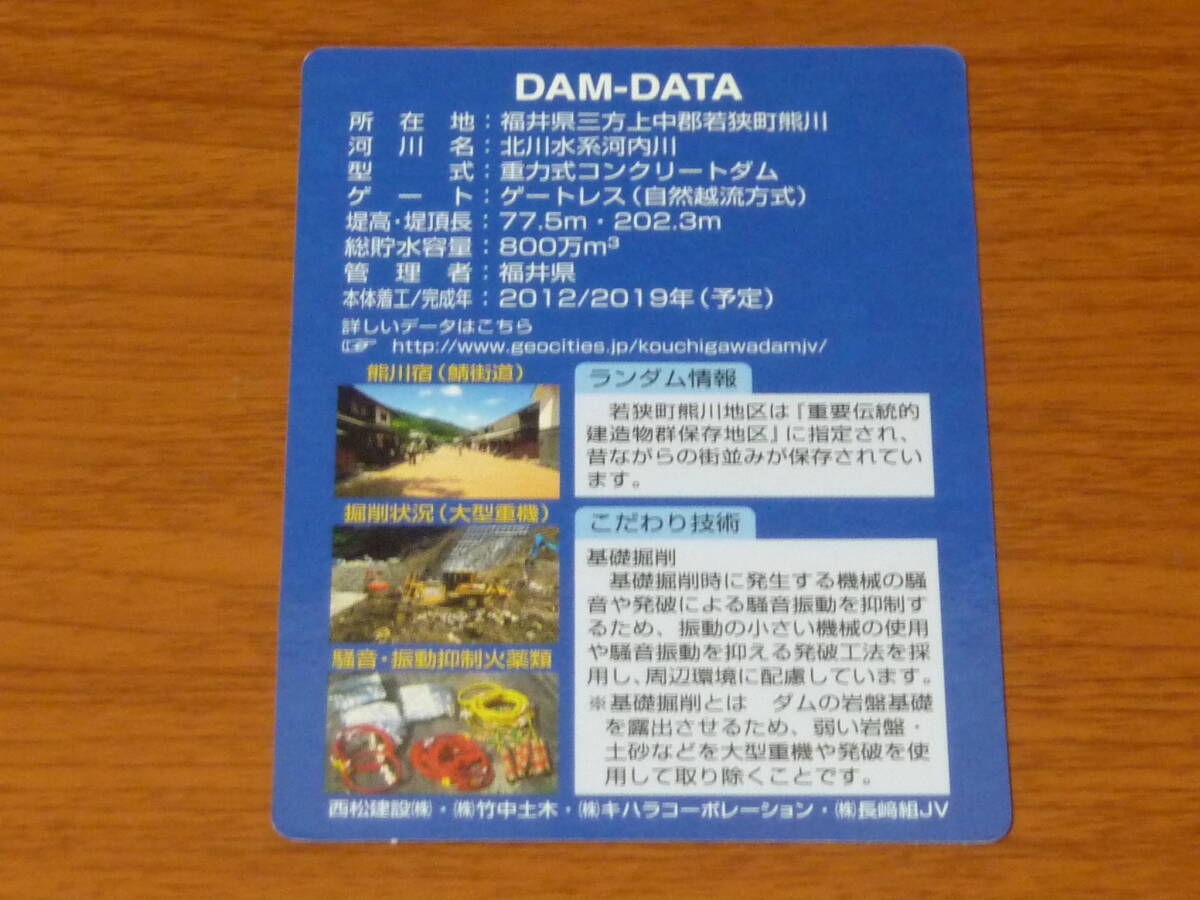 DAM-DATA
所在地：福井県三方上中郡若狭町熊川
河川名：北川水系河内川
型式：重力式コンクリートダム
ゲート：ゲートレス（自然越流方式）
堤高・堤頂長：77.5m・202.3m
総貯水容量：800万m³
管理者：福井県
本体着工/完成年：2012/2019年（予定）
詳しいデータはこちら
☞ http://www.geocities.jp/kouchigawadamjv/
熊川宿（鯖街道）
掘削状況（大型重機）
騒音・振動抑制火薬類
ランダム情報
若狭町熊川地区は『重要伝統的
建造物群保存地区』に指定され、
昔ながらの街並みが保存されてい
ます。
こだわり技術
基礎掘削
基礎掘削時に発生する機械の騒
音や発破による騒音振動を抑制す
るため、振動の小さい機械の使用
や騒音振動を抑える発破工法を採
用し、周辺環境に配慮しています。
※基礎掘削とは　ダムの岩盤基礎
を露出させるため、弱い岩盤・
土砂などを大型重機や発破を使
用して取り除くことです。
西松建設㈱・㈱竹中土木・㈱キハラコーポレーション・㈱長﨑組JV